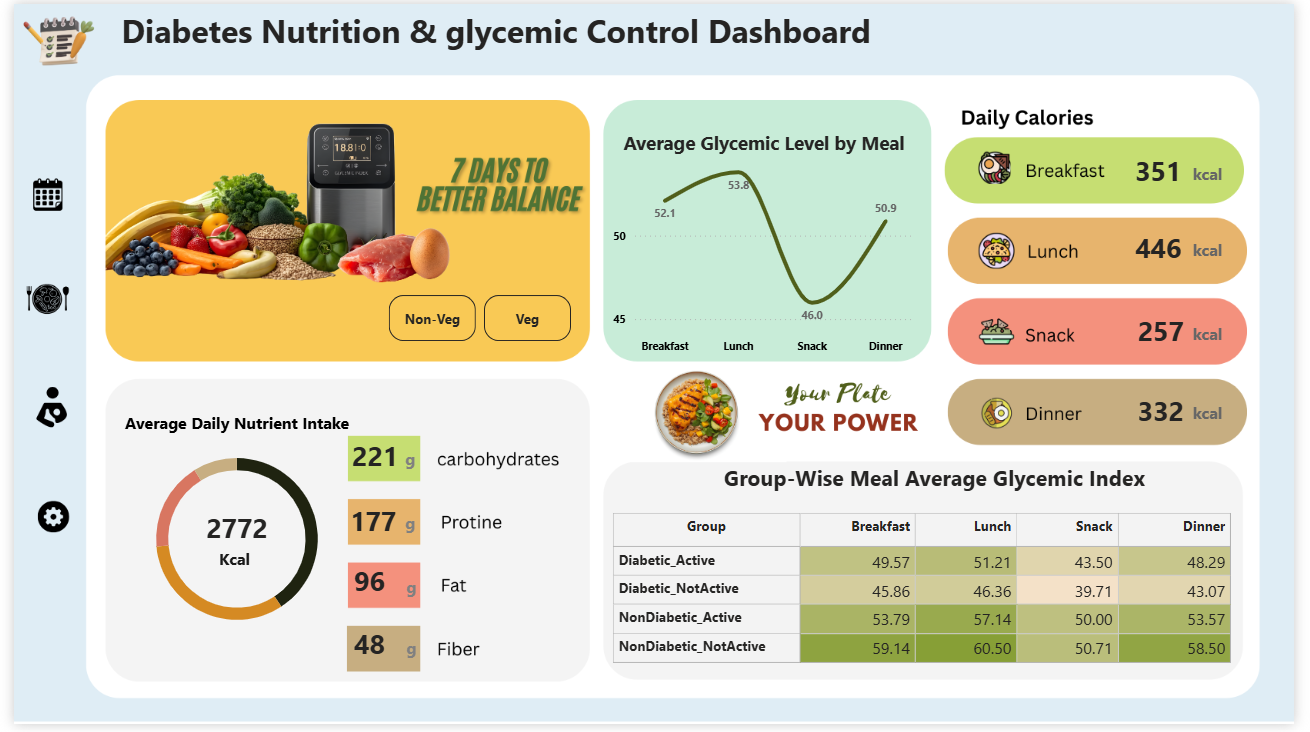 Diabetes Nutrition & glycemic Control Dashboard
18.81:0
7 DAYS TO
BETTER BALANCE
Non-Veg
Veg
Average Glycemic Level by Meal
52.1
53.8
46.0
50.9
50
45
Breakfast Lunch Snack Dinner
Daily Calories
Breakfast 351 kcal
Lunch 446 kcal
Snack 257 kcal
Dinner 332 kcal
Your Plate
YOUR POWER
Average Daily Nutrient Intake
2772
Kcal
221 g carbohydrates
177 g Protine
96 g Fat
48 g Fiber
Group-Wise Meal Average Glycemic Index
Group Breakfast Lunch Snack Dinner
Diabetic_Active 49.57 51.21 43.50 48.29
Diabetic_NotActive 45.86 46.36 39.71 43.07
NonDiabetic_Active 53.79 57.14 50.00 53.57
NonDiabetic_NotActive 59.14 60.50 50.71 58.50